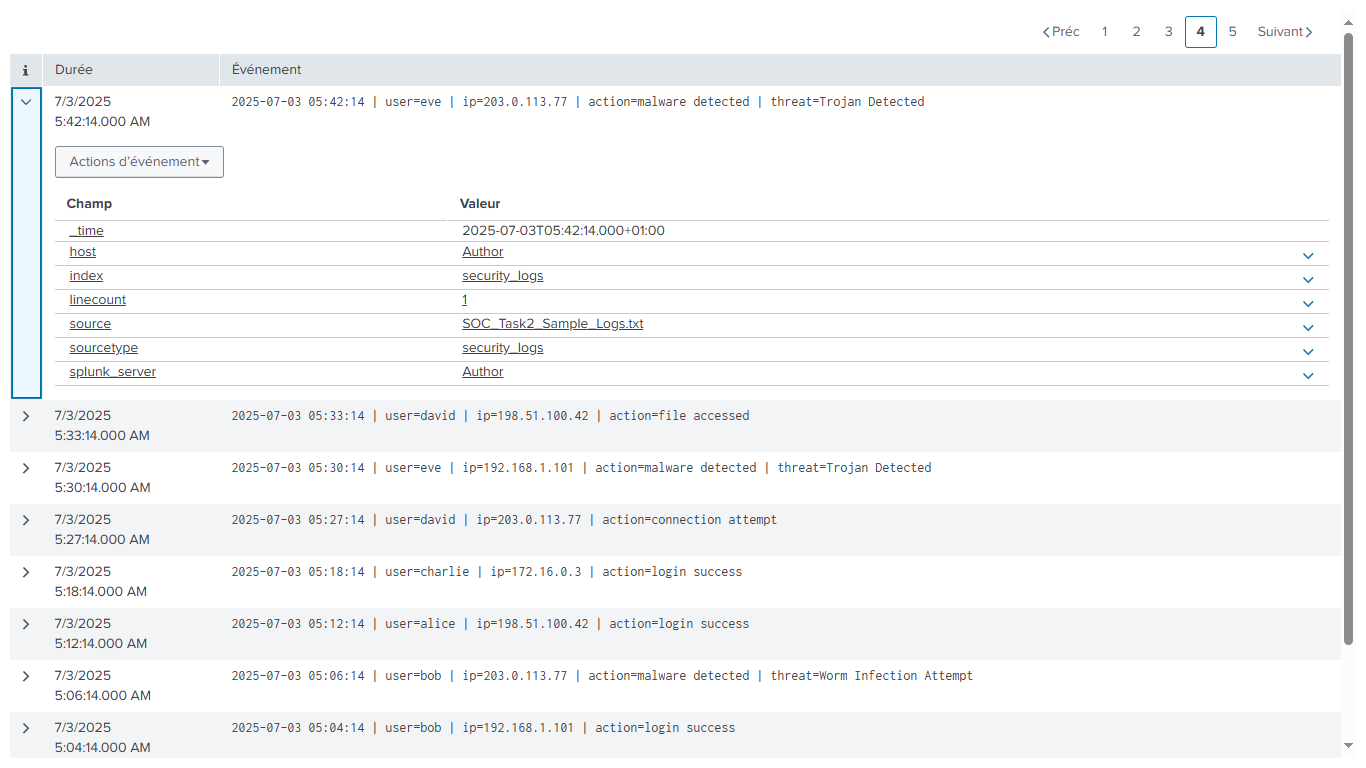 Préc 1 2 3 4 5 Suivant
i Durée Événement
7/3/2025 2025-07-03 05:42:14 | user=eve | ip=203.0.113.77 | action=malware detected | threat=Trojan Detected
5:42:14.000 AM
Actions d'événement
Champ Valeur
_time 2025-07-03T05:42:14.000+01:00
host Author
index security_logs
linecount 1
source SOC_Task2_Sample_Logs.txt
sourcetype security_logs
splunk_server Author
7/3/2025 2025-07-03 05:33:14 | user=david | ip=198.51.100.42 | action=file accessed
5:33:14.000 AM
7/3/2025 2025-07-03 05:30:14 | user=eve | ip=192.168.1.101 | action=malware detected | threat=Trojan Detected
5:30:14.000 AM
7/3/2025 2025-07-03 05:27:14 | user=david | ip=203.0.113.77 | action=connection attempt
5:27:14.000 AM
7/3/2025 2025-07-03 05:18:14 | user=charlie | ip=172.16.0.3 | action=login success
5:18:14.000 AM
7/3/2025 2025-07-03 05:12:14 | user=alice | ip=198.51.100.42 | action=login success
5:12:14.000 AM
7/3/2025 2025-07-03 05:06:14 | user=bob | ip=203.0.113.77 | action=malware detected | threat=Worm Infection Attempt
5:06:14.000 AM
7/3/2025 2025-07-03 05:04:14 | user=bob | ip=192.168.1.101 | action=login success
5:04:14.000 AM